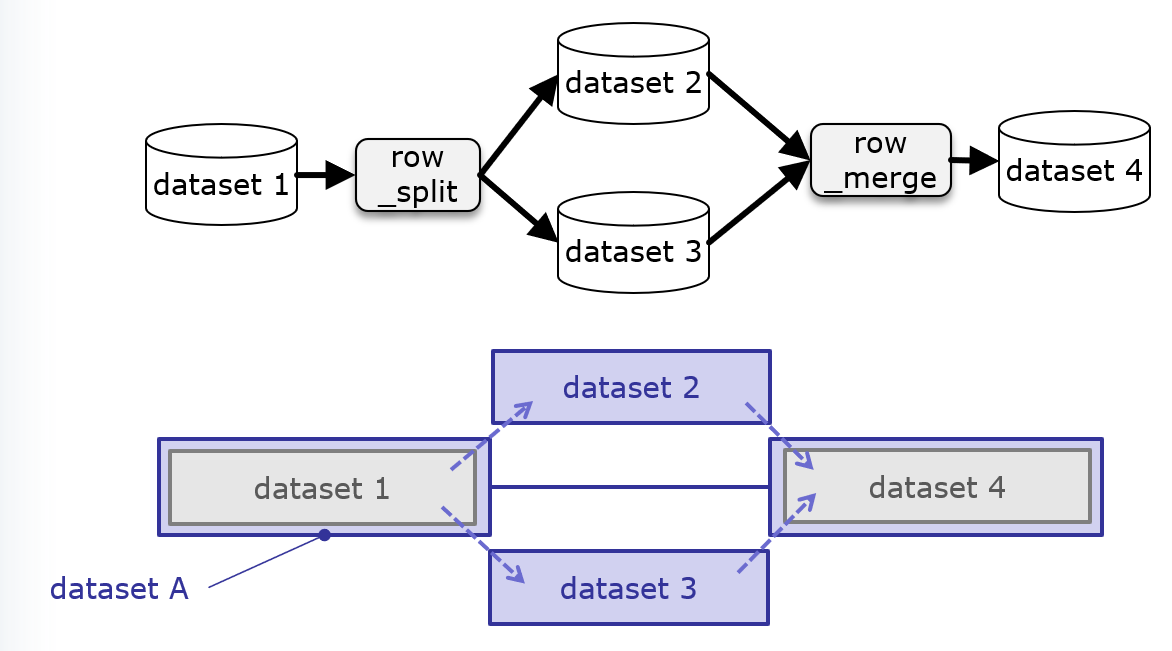 dataset 2
dataset 1
row
_split
row
_merge
dataset 4
dataset 3
dataset 2
dataset 1
dataset 4
dataset A
dataset 3